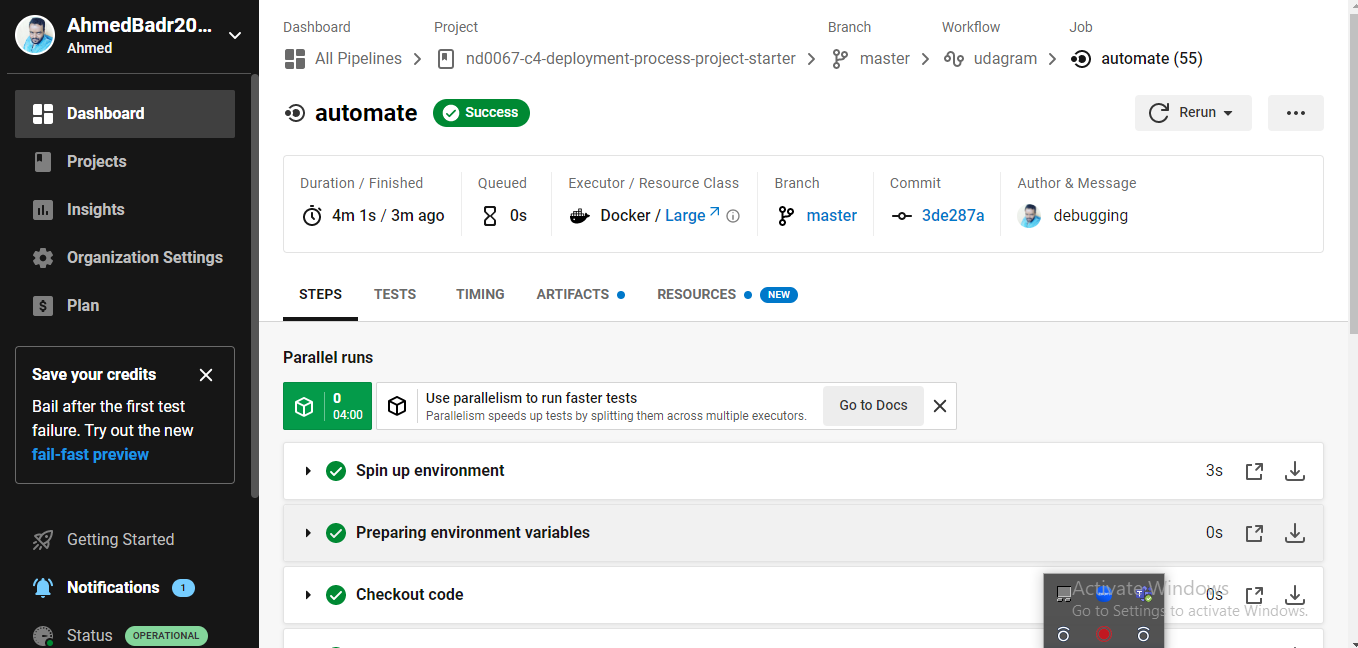 AhmedBadr20...
Ahmed
Dashboard
Projects
Insights
Organization Settings
Plan
Save your credits
Bail after the first test
failure. Try out the new
fail-fast preview
Getting Started
Notifications 1
Status OPERATIONAL
Dashboard Project Branch Workflow Job
All Pipelines nd0067-c4-deployment-process-project-starter master udagram automate (55)
automate Success Rerun
Duration / Finished Queued Executor / Resource Class Branch Commit Author & Message
4m 1s / 3m ago 0s Docker / Large master 3de287a debugging
STEPS TESTS TIMING ARTIFACTS RESOURCES NEW
Parallel runs
0
04:00
Use parallelism to run faster tests
Parallelism speeds up tests by splitting them across multiple executors.
Go to Docs
Spin up environment 3s
Preparing environment variables 0s
Checkout code 0s
Activate Windows
Go to Settings to activate Windows.